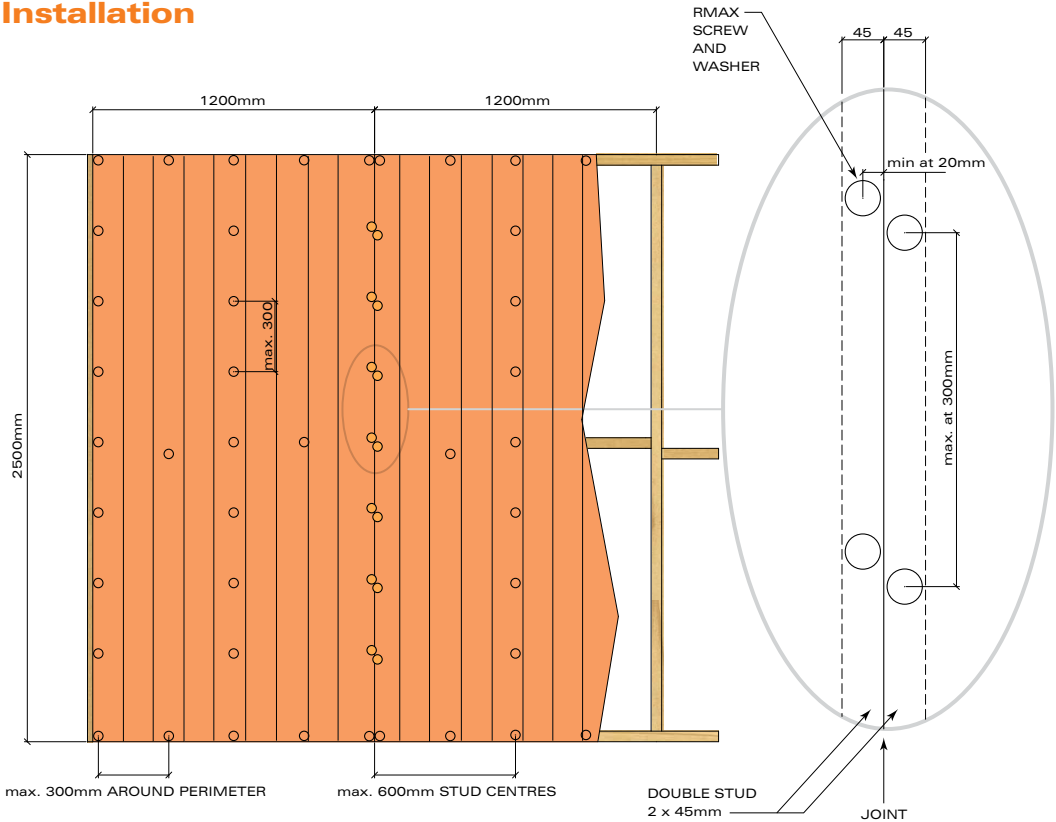 Installation
RMAX
SCREW
AND
WASHER
45 45
1200mm 1200mm
min at 20mm
max. 300
2500mm
max. at 300mm
max. 300mm AROUND PERIMETER
max. 600mm STUD CENTRES
DOUBLE STUD
2 x 45mm
JOINT